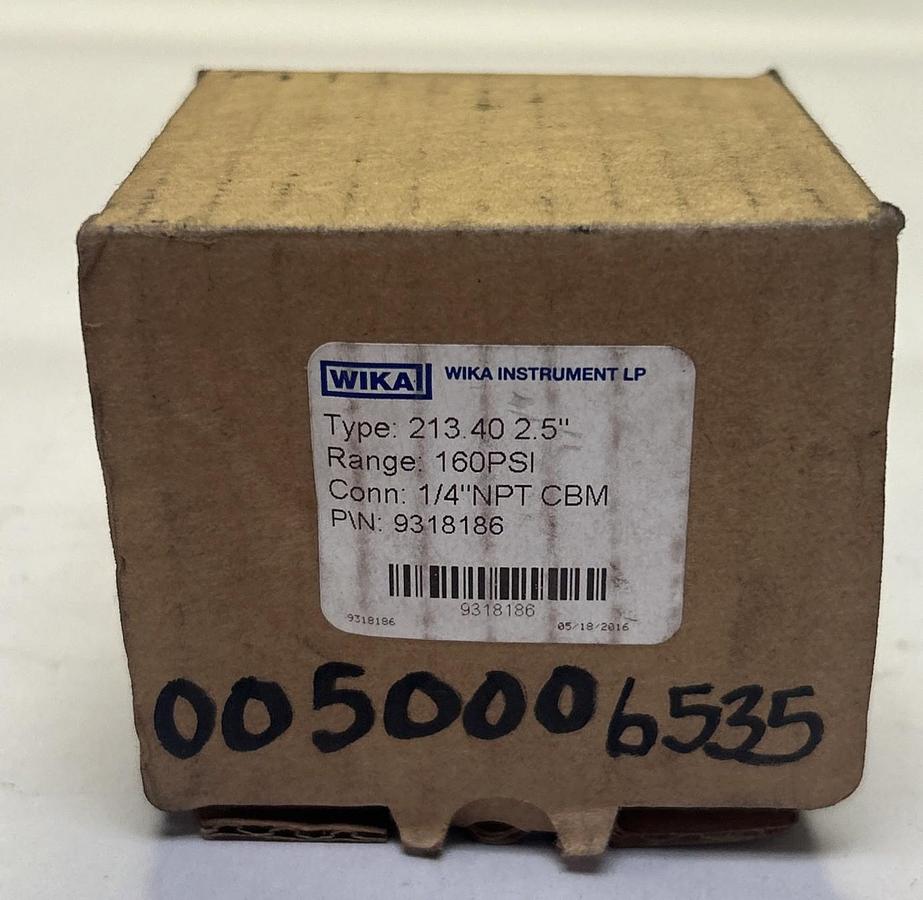 WIKA WIKA INSTRUMENT LP
Type: 213.40 2.5"
Range: 160PSI
Conn: 1/4"NPT CBM
P\N: 9318186
9318186
9318186 05/18/2016
0050006535